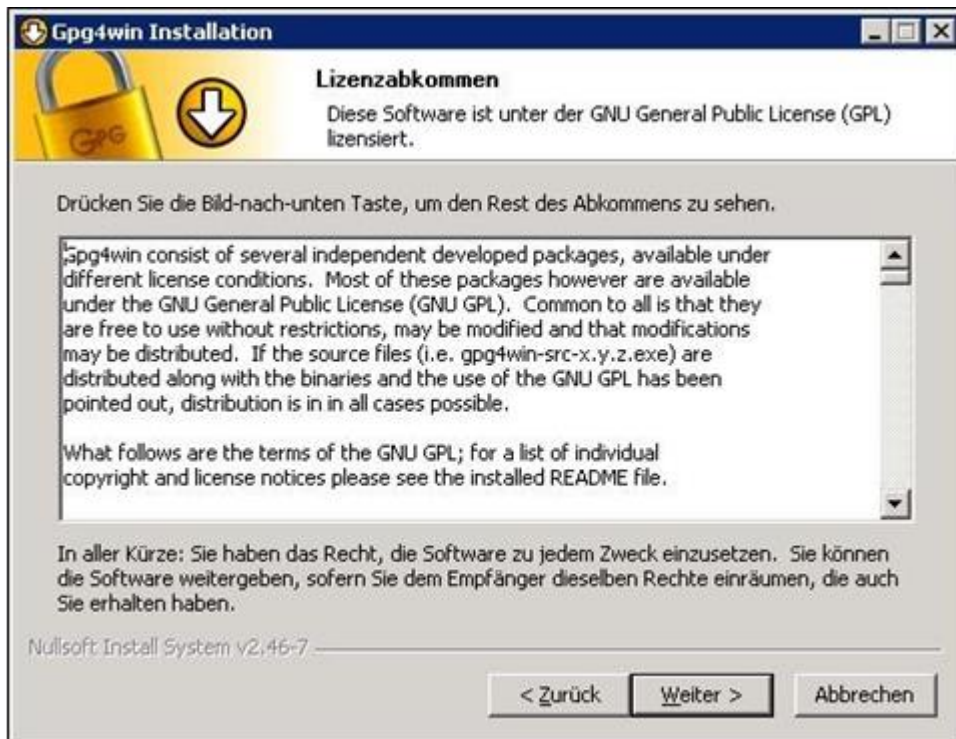 Gpg4win Installation
Lizenzabkommen
Diese Software ist unter der GNU General Public License (GPL)
lizensiert.
GPG
Drücken Sie die Bild-nach-unten Taste, um den Rest des Abkommens zu sehen.
Gpg4win consist of several independent developed packages, available under
different license conditions.  Most of these packages however are available
under the GNU General Public License (GNU GPL).  Common to all is that they
are free to use without restrictions, may be modified and that modifications
may be distributed.  If the source files (i.e. gpg4win-src-x.y.z.exe) are
distributed along with the binaries and the use of the GNU GPL has been
pointed out, distribution is in in all cases possible.
What follows are the terms of the GNU GPL; for a list of individual
copyright and license notices please see the installed README file.
In aller Kürze: Sie haben das Recht, die Software zu jedem Zweck einzusetzen.  Sie können
die Software weitergeben, sofern Sie dem Empfänger dieselben Rechte einräumen, die auch
Sie erhalten haben.
Nullsoft Install System v2.46-7
< Zurück
Weiter >
Abbrechen